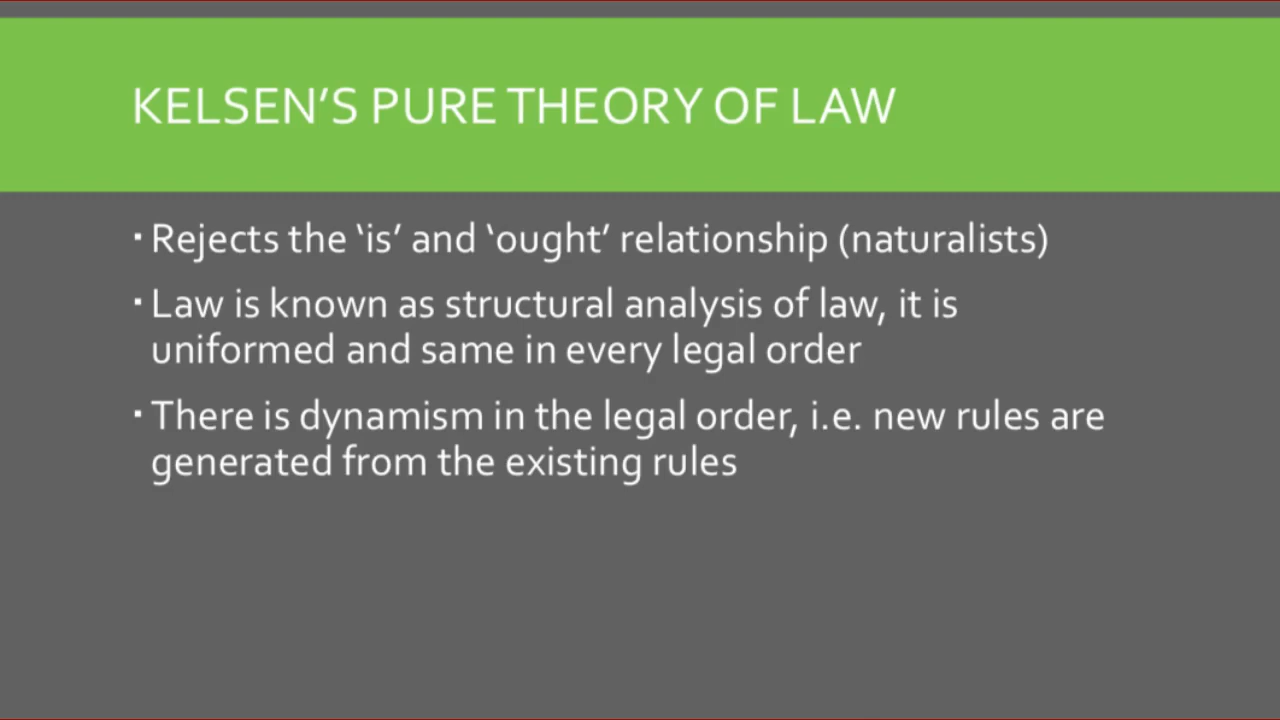 KELSEN’S PURE THEORY OF LAW
▪ Rejects the ‘is’ and ‘ought’ relationship (naturalists)
▪ Law is known as structural analysis of law, it is
uniformed and same in every legal order
▪ There is dynamism in the legal order, i.e. new rules are
generated from the existing rules